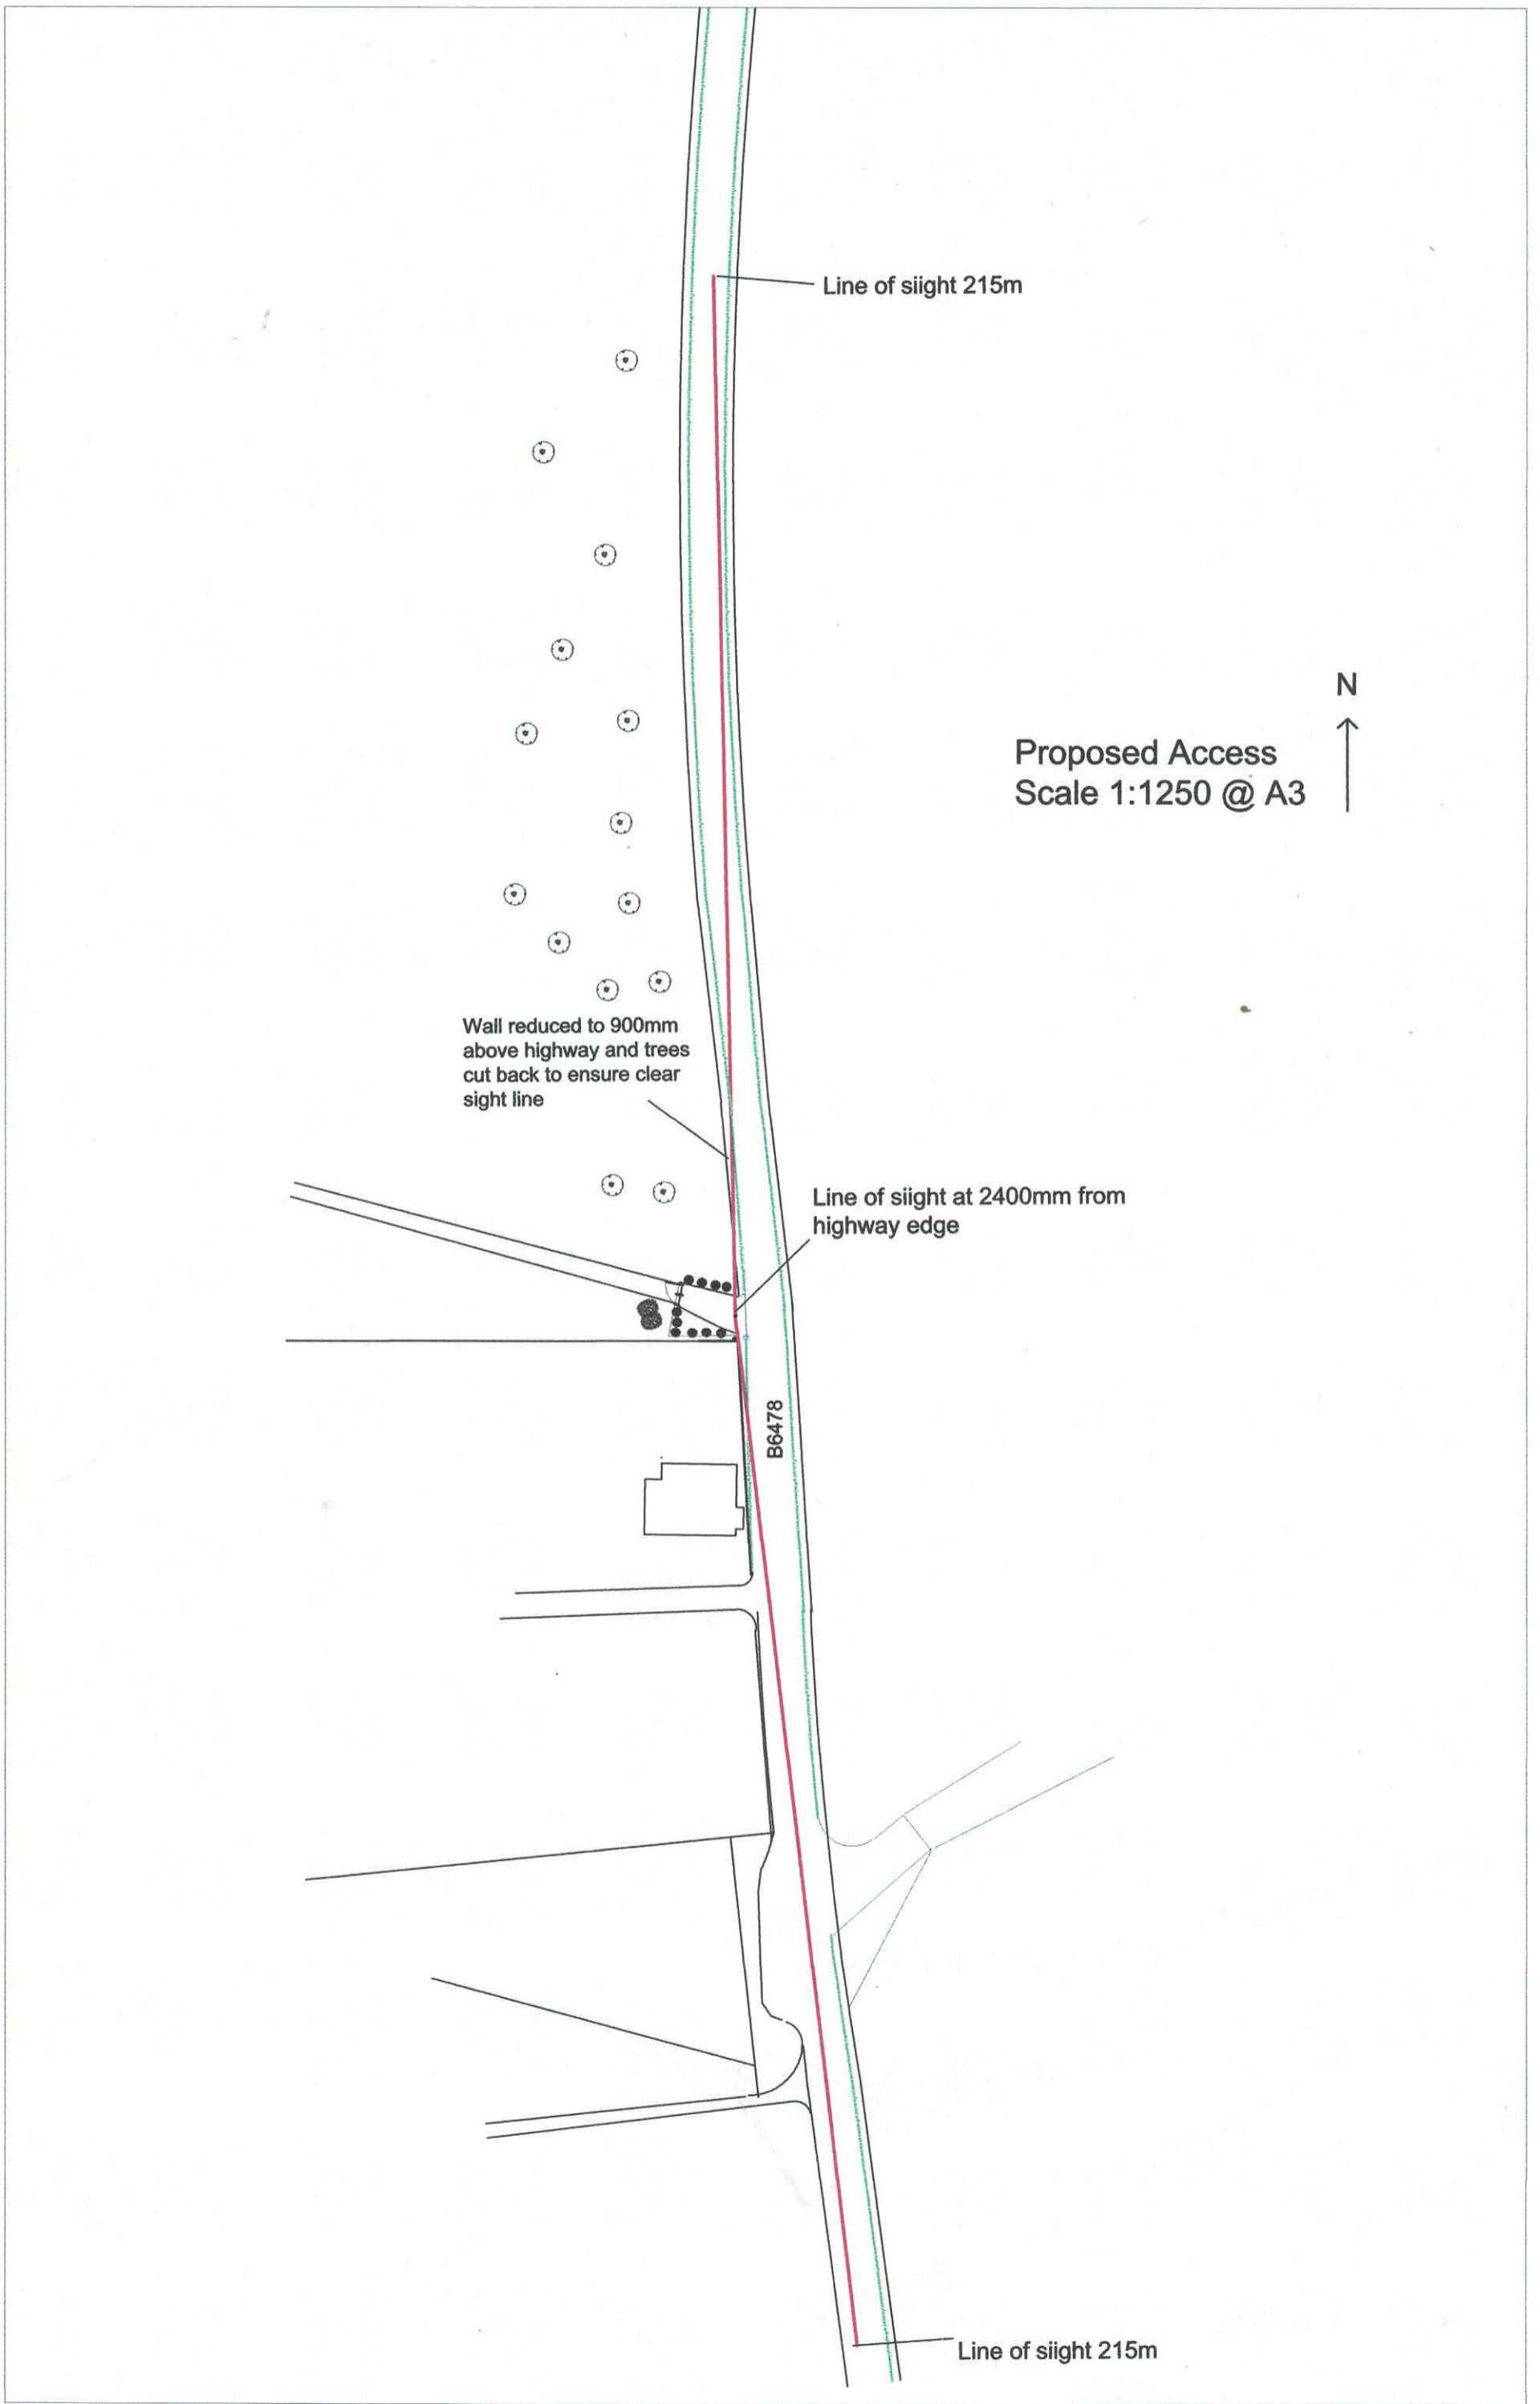 Line of siight 215m
N
Proposed Access
Scale 1:1250 @ A3
Wall reduced to 900mm
above highway and trees
cut back to ensure clear
sight line
Line of siight at 2400mm from
highway edge
B6478
Line of siight 215m